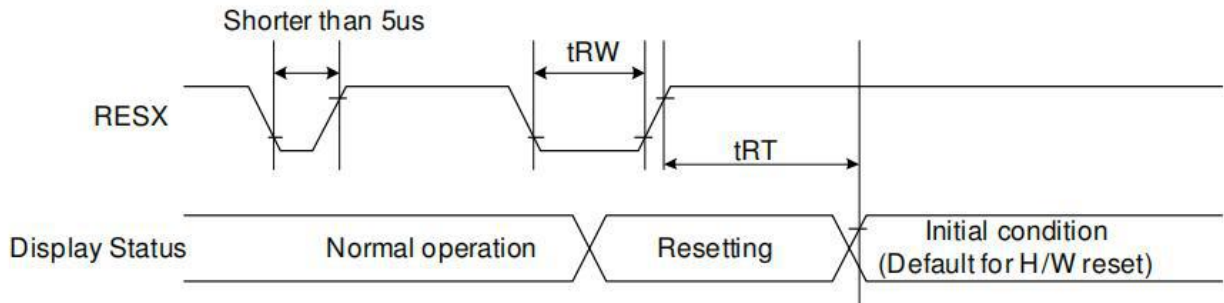 Shorter than 5us
tRW
RESX
tRT
Display Status
Normal operation
Resetting
Initial condition
(Default for H/W reset)